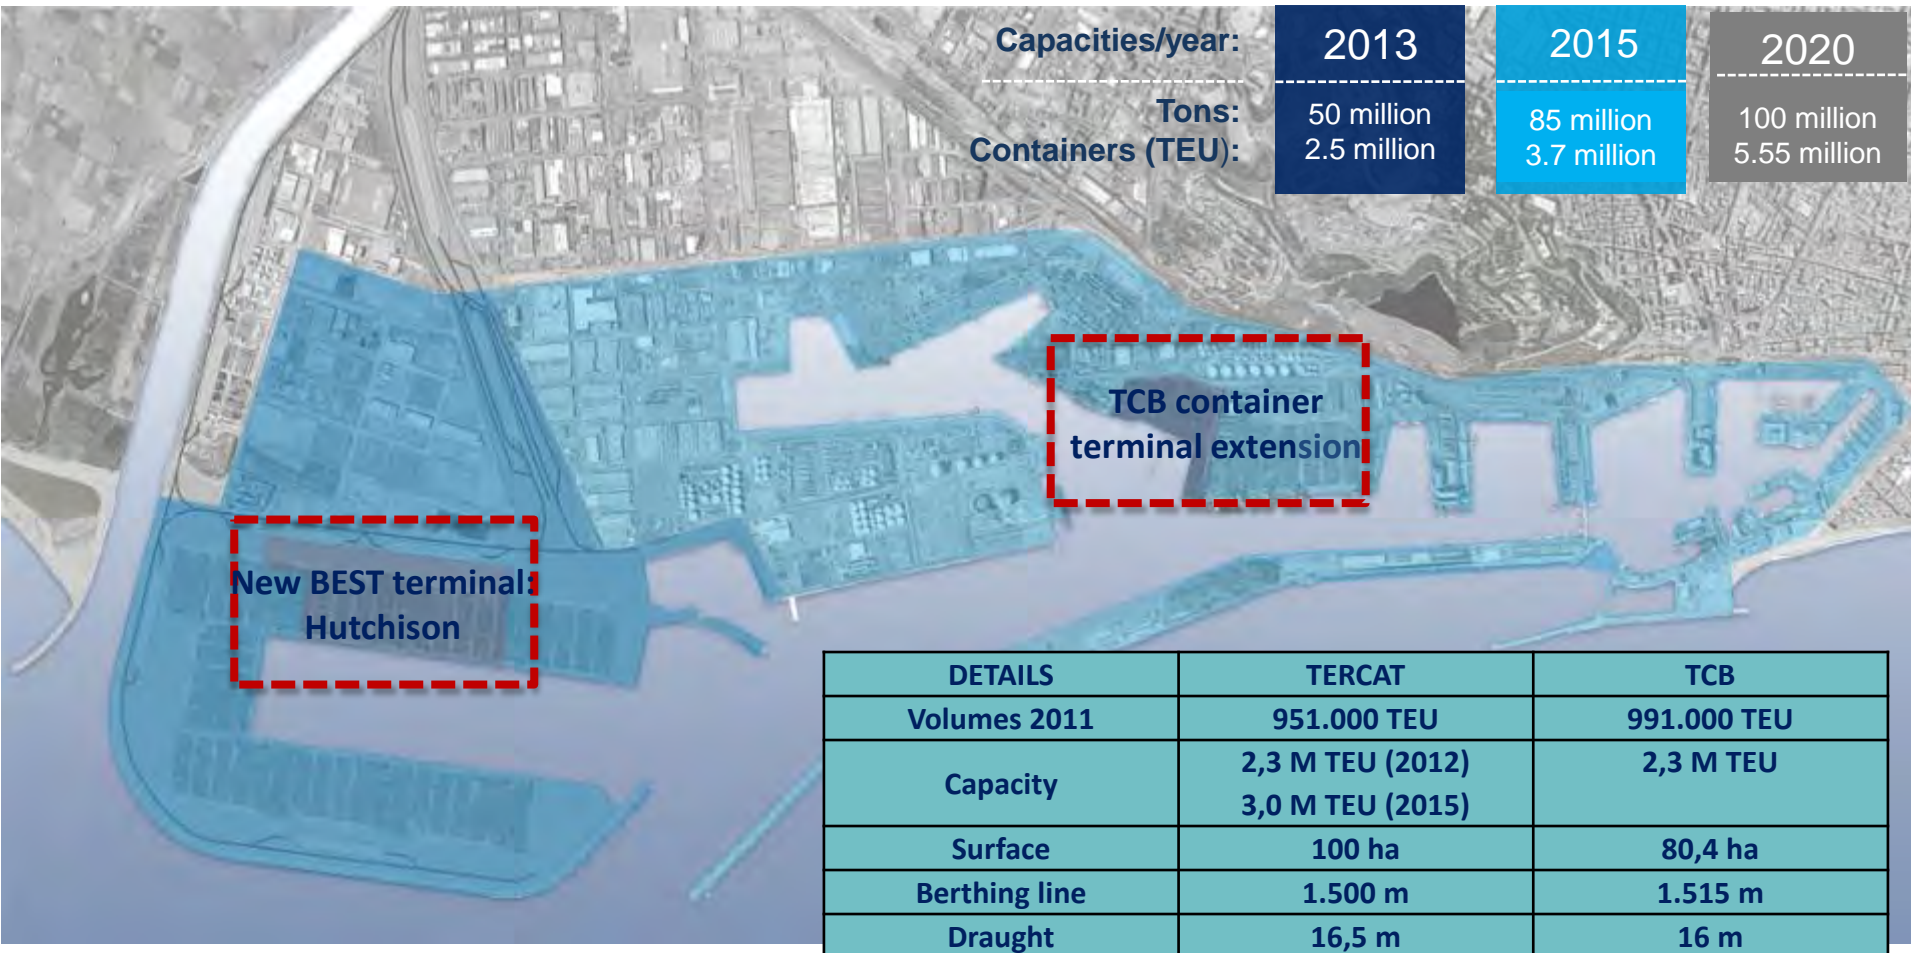 Capacities/year: 2013 2015 2020
Tons: 50 million 85 million 100 million
Containers (TEU): 2.5 million 3.7 million 5.55 million
TCB container
terminal extension
New BEST terminal:
Hutchison
DETAILS TERCAT TCB
Volumes 2011 951.000 TEU 991.000 TEU
Capacity 2,3 M TEU (2012) 2,3 M TEU
3,0 M TEU (2015)
Surface 100 ha 80,4 ha
Berthing line 1.500 m 1.515 m
Draught 16,5 m 16 m